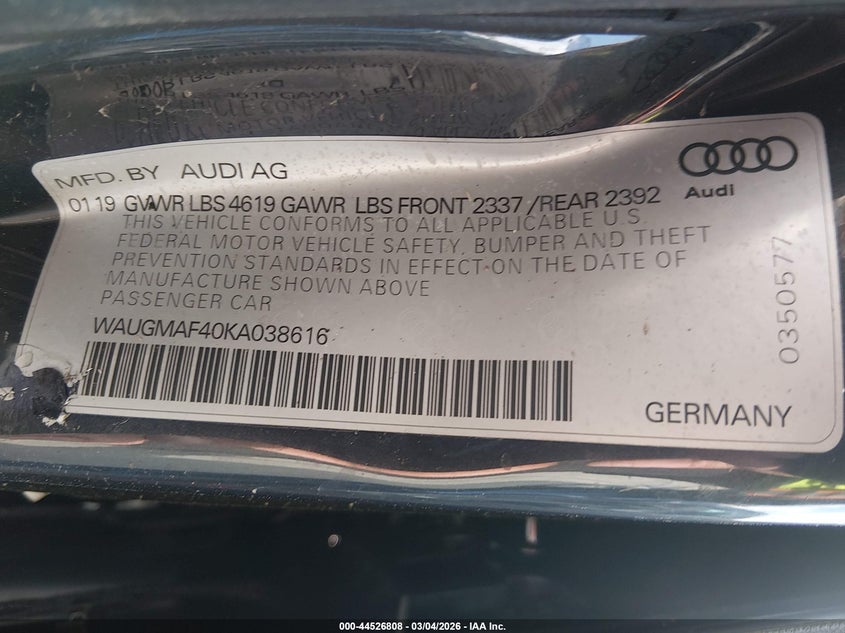 MFD. BY AUDI AG
Audi
01 19 GVWR LBS 4619 GAWR LBS FRONT 2337 /REAR 2392
THIS VEHICLE CONFORMS TO ALL APPLICABLE U.S.
FEDERAL MOTOR VEHICLE SAFETY, BUMPER AND THEFT
PREVENTION STANDARDS IN EFFECT ON THE DATE OF
MANUFACTURE SHOWN ABOVE
PASSENGER CAR
WAUGMAF40KA038616
0350577
GERMANY
000-44526808 - 03/04/2026 - IAA Inc.